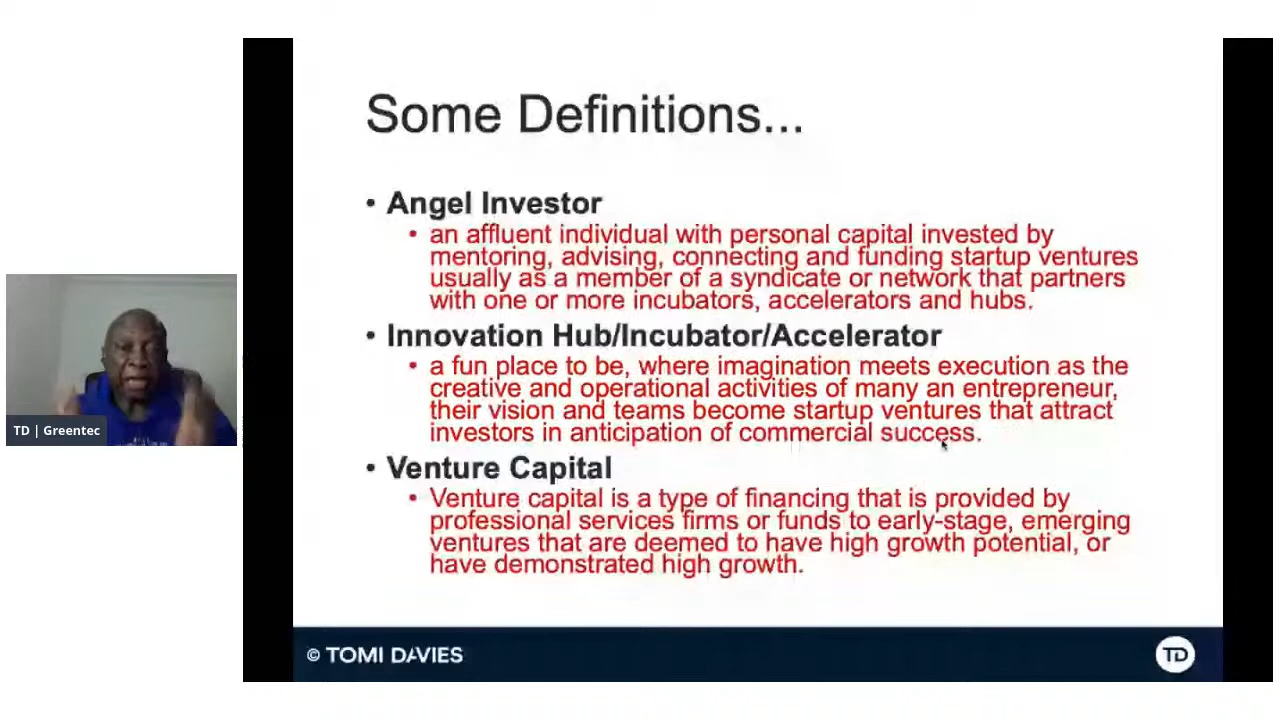 Some Definitions...
• Angel Investor
• an affluent individual with personal capital invested by
mentoring, advising, connecting and funding startup ventures
usually as a member of a syndicate or network that partners
with one or more incubators, accelerators and hubs.
• Innovation Hub/Incubator/Accelerator
• a fun place to be, where imagination meets execution as the
creative and operational activities of many an entrepreneur,
their vision and teams become startup ventures that attract
investors in anticipation of commercial success.
• Venture Capital
• Venture capital is a type of financing that is provided by
professional services firms or funds to early-stage, emerging
ventures that are deemed to have high growth potential, or
have demonstrated high growth.
TD | Greentec
© TOMI DAVIES
TD